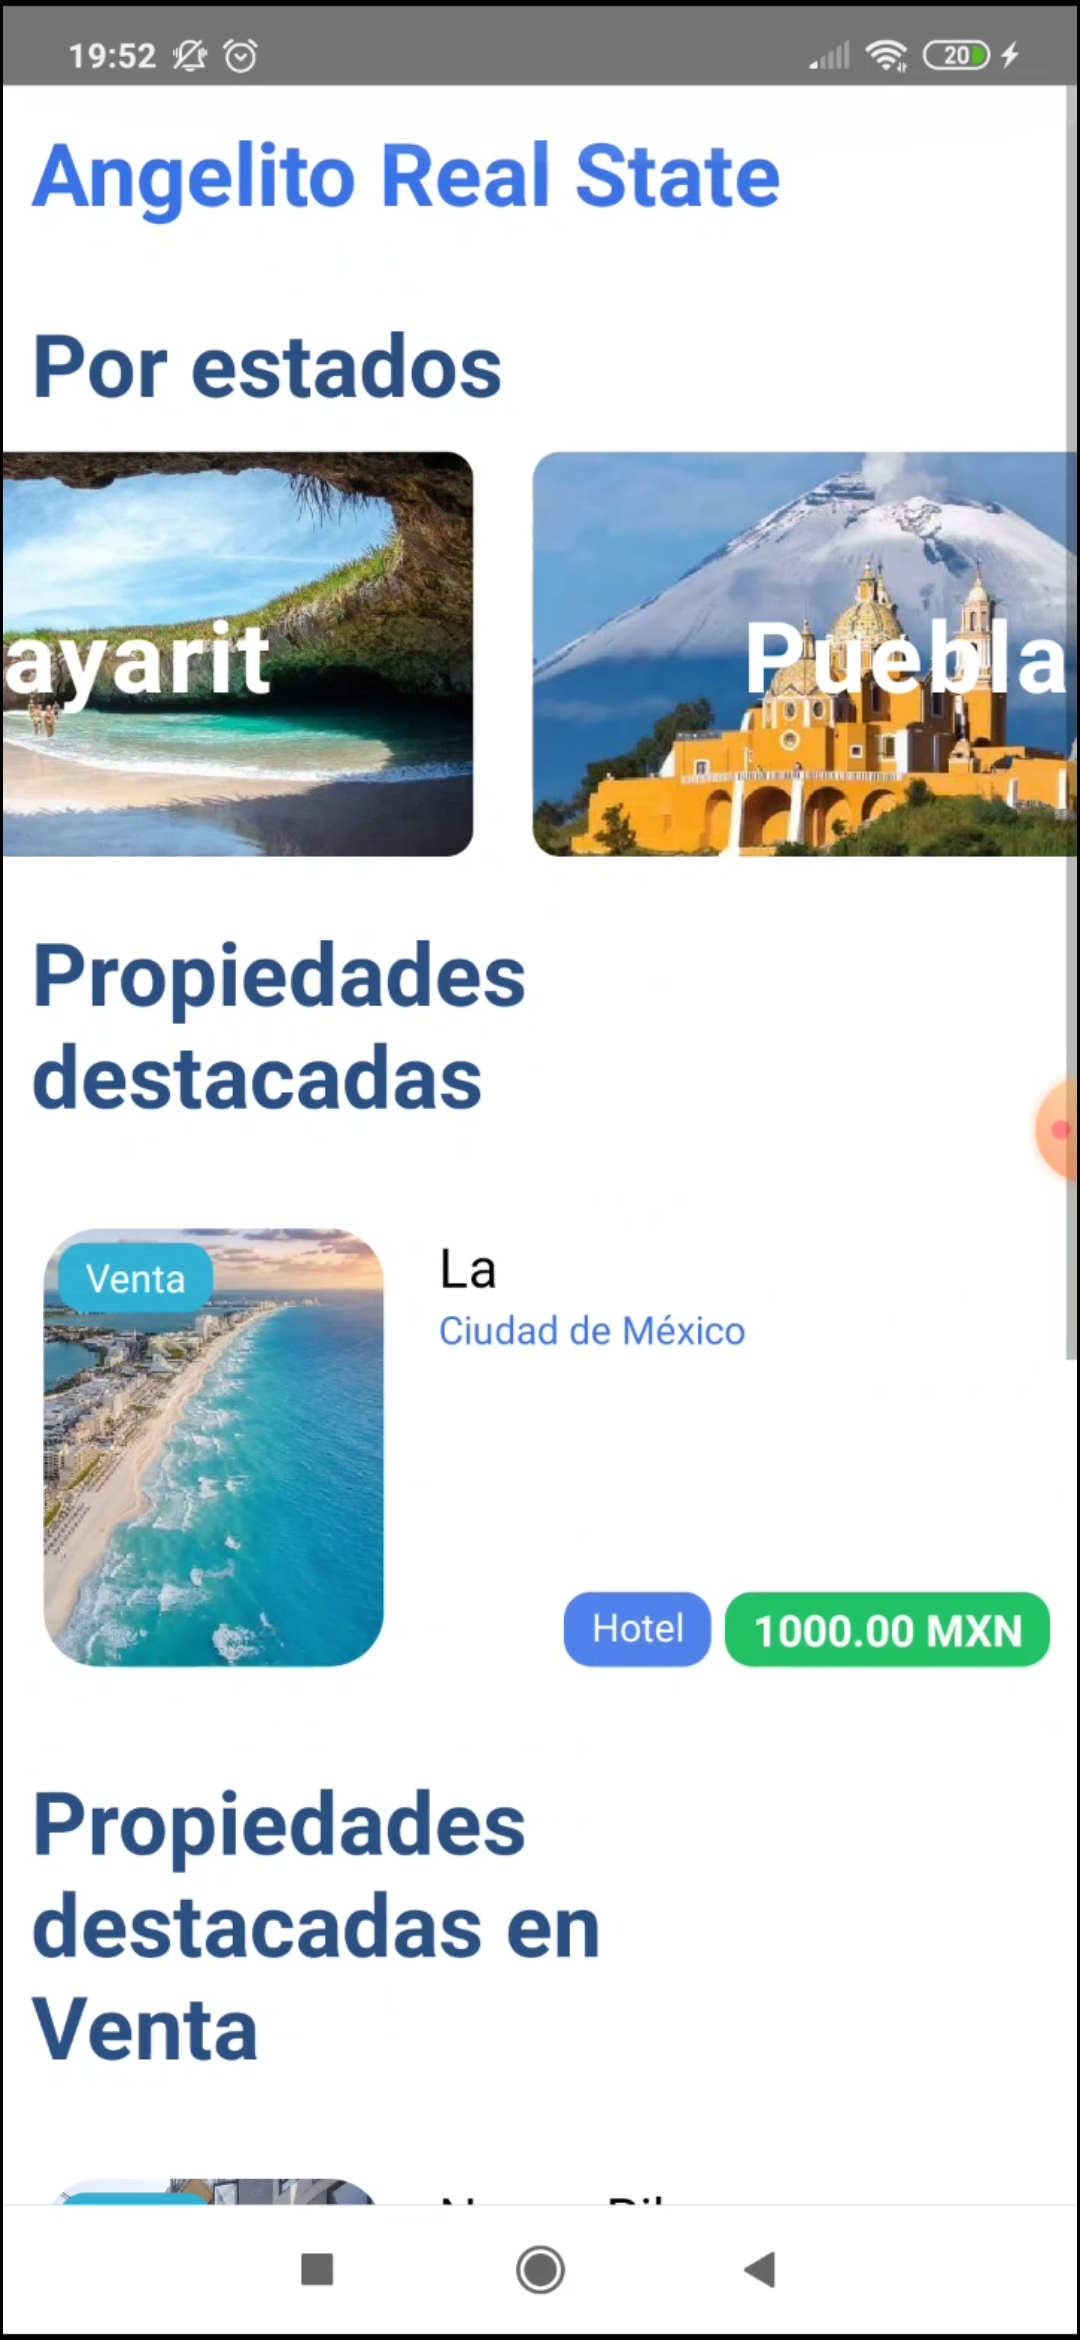 19:52
20
Angelito Real State
Por estados
ayarit
Puebla
Propiedades
destacadas
Venta
La
Ciudad de México
Hotel
1000.00 MXN
Propiedades
destacadas en
Venta